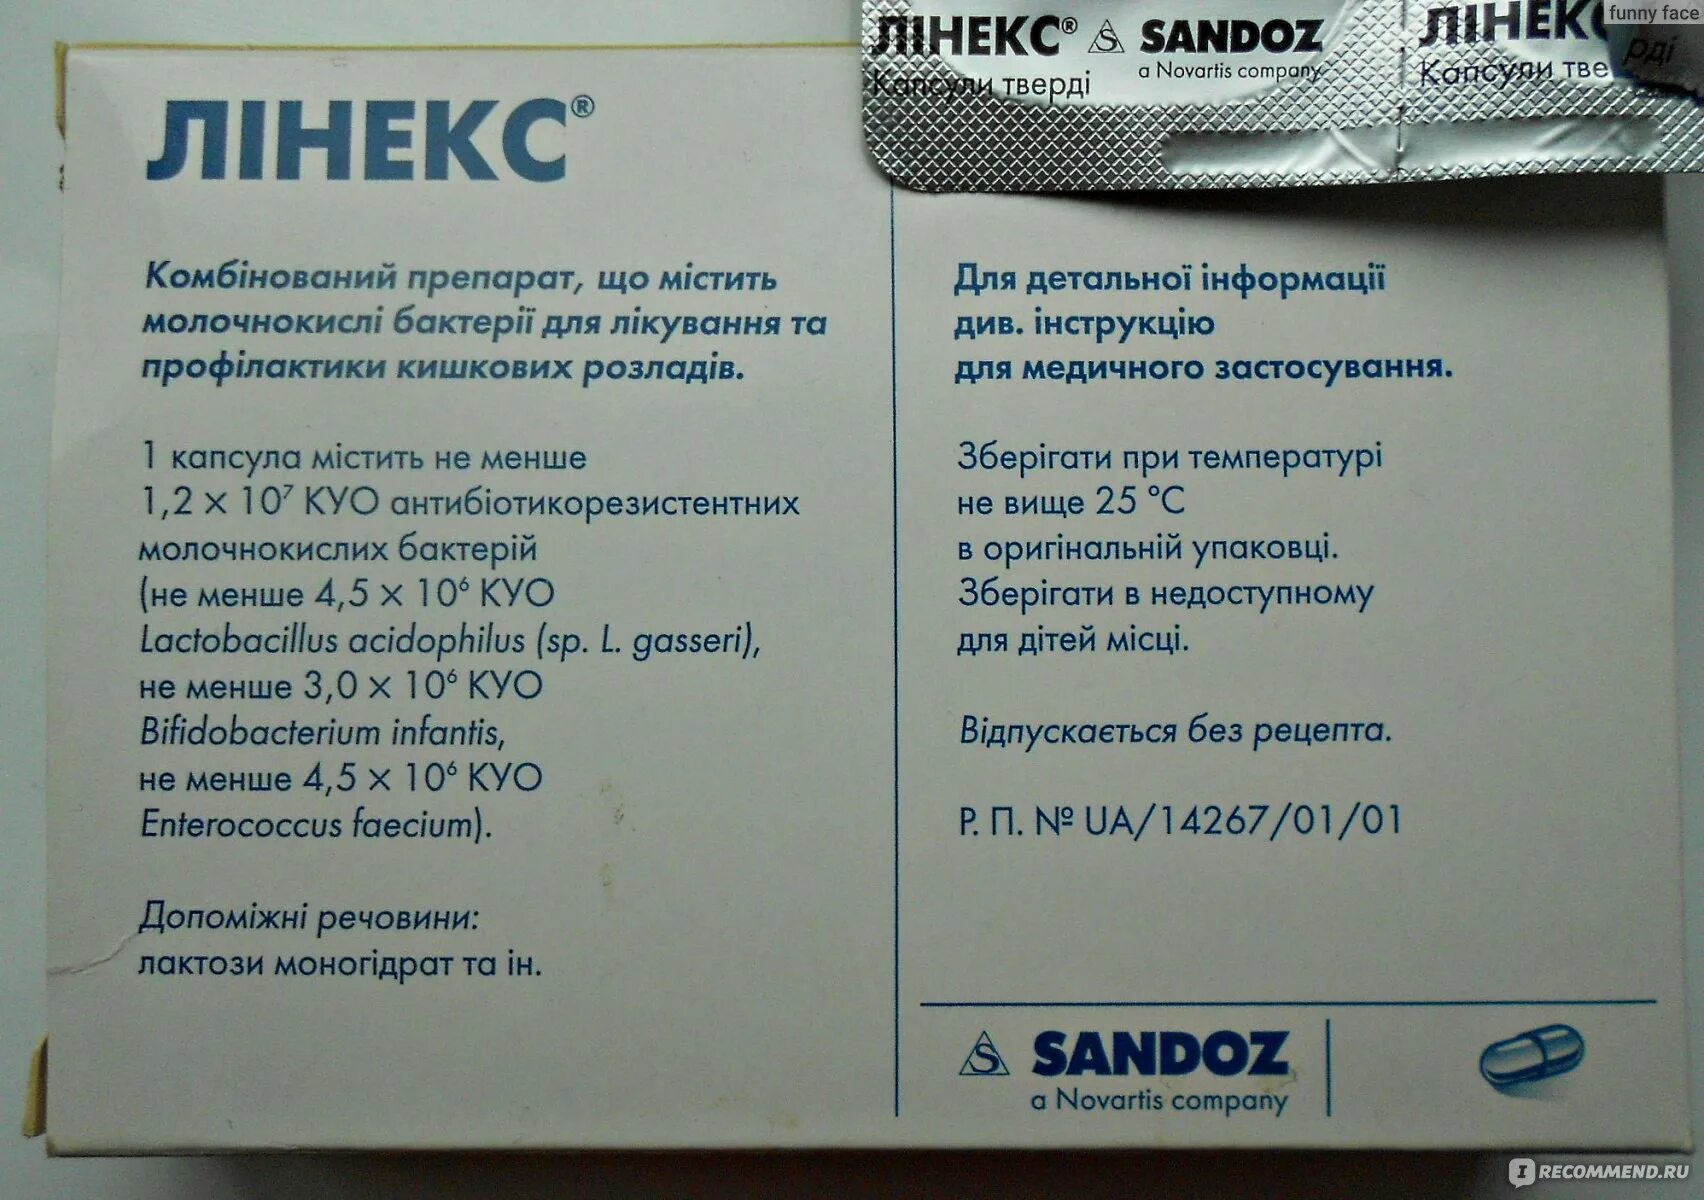 funny face
ЛІНЕКС® SANDOZ
a Novartis company
Капсули тверді
ЛІНЕКС
Капсули тве
рді
ЛІНЕКС®
Комбінований препарат, що містить
молочнокислі бактерії для лікування та
профілактики кишкових розладів.
1 капсула містить не менше
1,2 × 10⁷ КУО антибіотикорезистентних
молочнокислих бактерій
(не менше 4,5 × 10⁶ КУО
Lactobacillus acidophilus (sp. L. gasseri),
не менше 3,0 × 10⁶ КУО
Bifidobacterium infantis,
не менше 4,5 × 10⁶ КУО
Enterococcus faecium).
Допоміжні речовини:
лактози моногідрат та ін.
Для детальної інформації
див. інструкцію
для медичного застосування.
Зберігати при температурі
не вище 25 °С
в оригінальній упаковці.
Зберігати в недоступному
для дітей місці.
Відпускається без рецепта.
Р. П. № UA/14267/01/01
SANDOZ
a Novartis company
RECOMMEND.RU